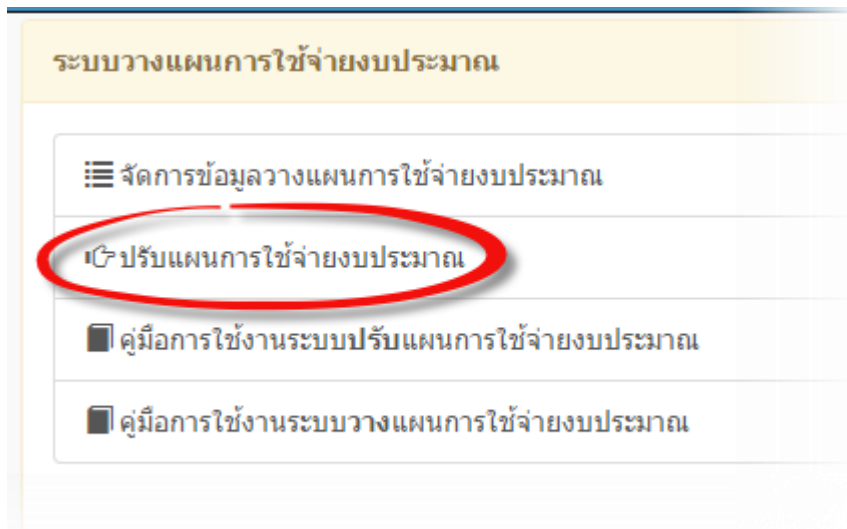 ระบบวางแผนการใช้จ่ายงบประมาณ
จัดการข้อมูลวางแผนการใช้จ่ายงบประมาณ
ปรับแผนการใช้จ่ายงบประมาณ
คู่มือการใช้งานระบบปรับแผนการใช้จ่ายงบประมาณ
คู่มือการใช้งานระบบวางแผนการใช้จ่ายงบประมาณ